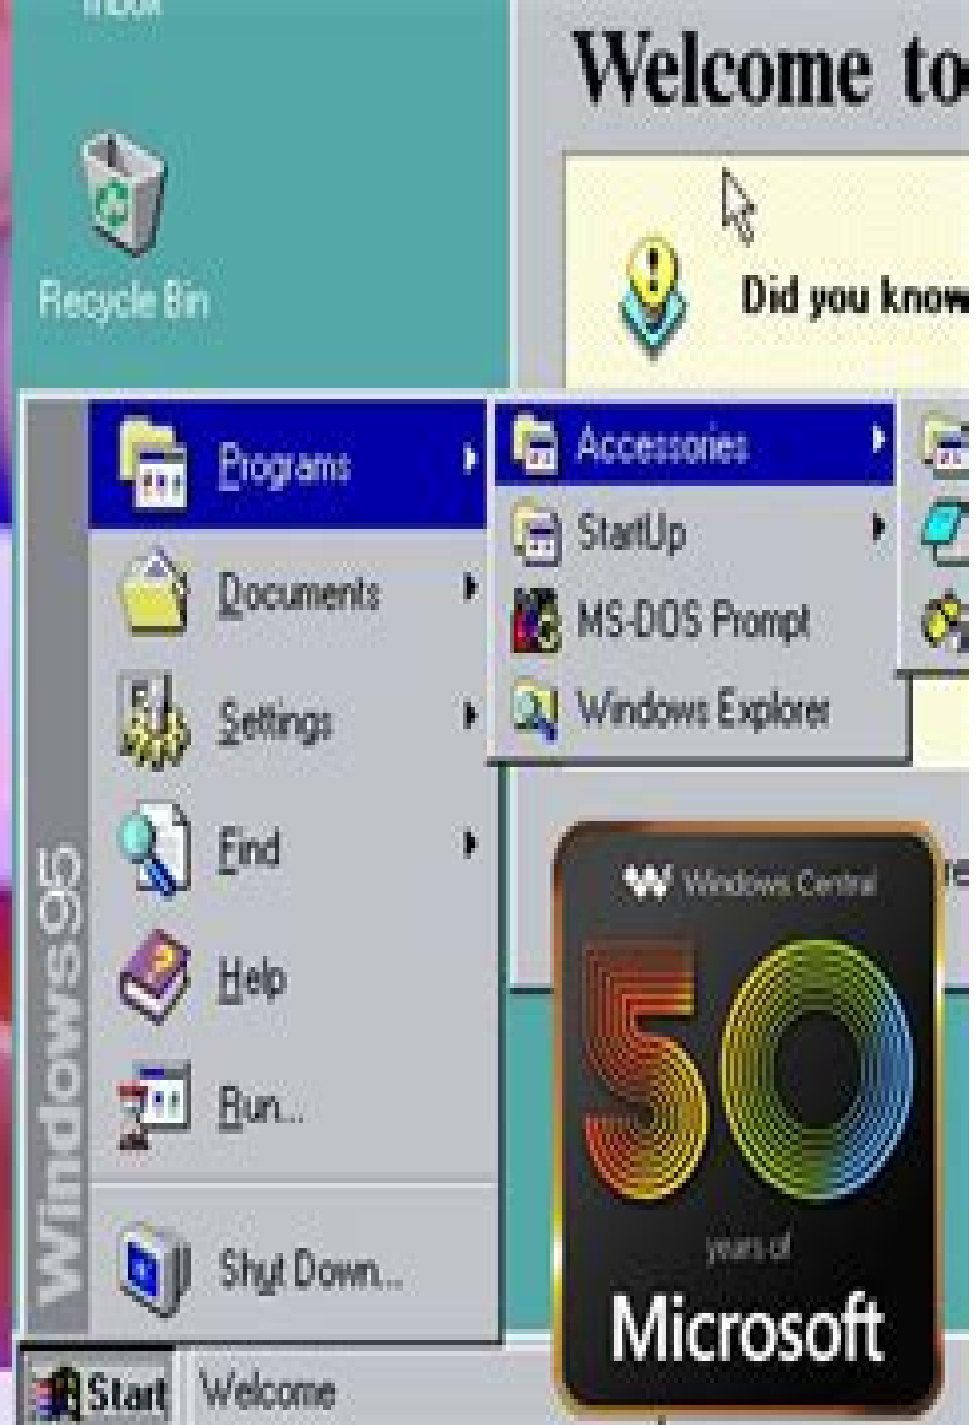 Inbox
Recycle Bin
Welcome to
Did you know
Programs
Accessories
StartUp
MS-DOS Prompt
Windows Explorer
Documents
Settings
Find
Help
Run...
Shut Down...
Windows95
Windows Central
50
years of
Microsoft
Start
Welcome